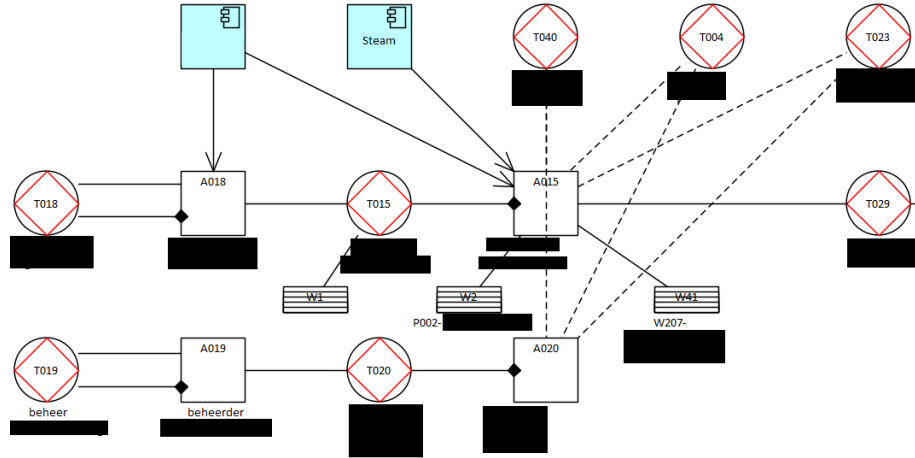 Steam
T040
T004
T023
A018
A015
T018
T015
T029
W1
W2
W41
P002-
W207-
A019
A020
T019
T020
beheer
beheerder